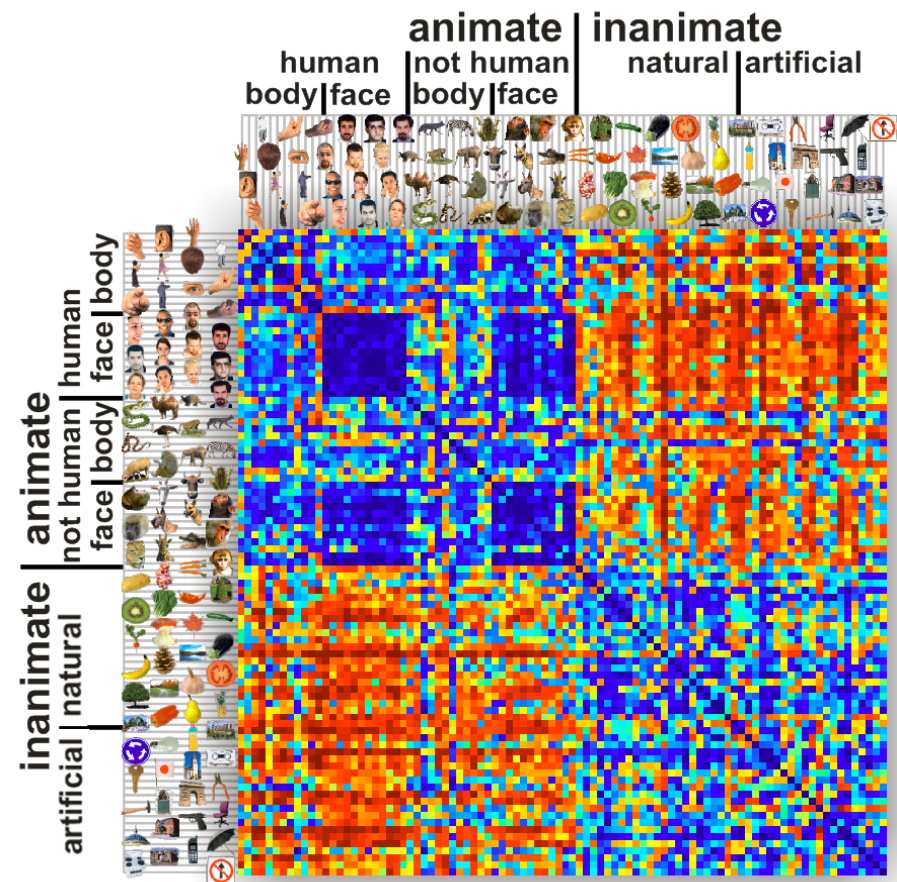 animate inanimate
human not human natural artificial
body face body face
animate inanimate
human not human natural artificial
body face body face